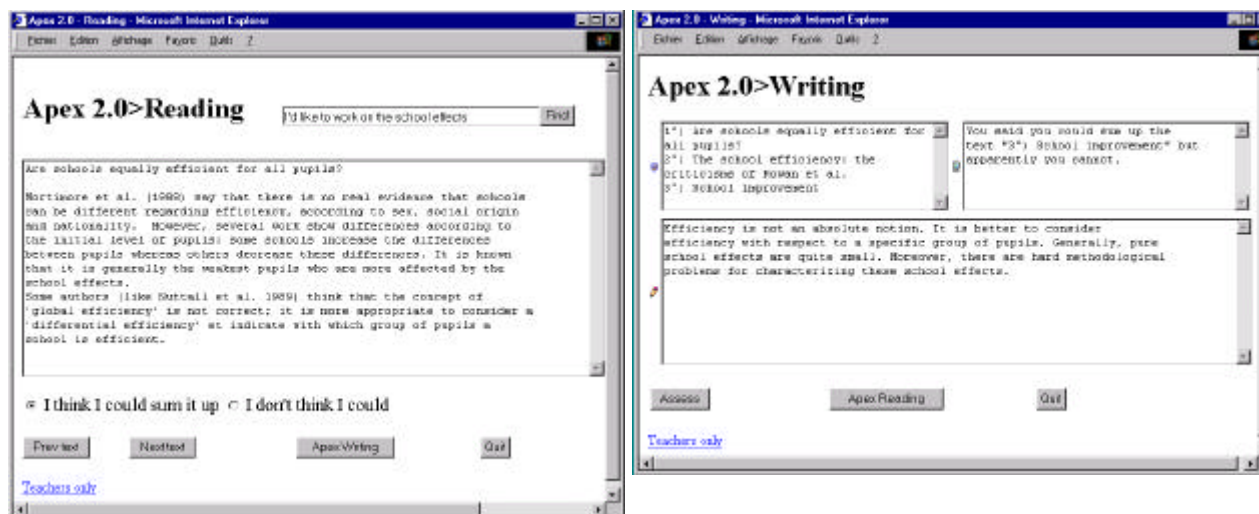 Apex 2.0 - Reading - Microsoft Internet Explorer
Fichier Edition Affichage Favoris Outils ?
Apex 2.0>Reading
I'd like to work on the school effects
Find
Are schools equally efficient for all pupils?
Mortimore et al. (1988) say that there is no real evidence that schools
can be different regarding efficiency, according to sex, social origin
and nationality. However, several work show differences according to
the initial level of pupils: some schools increase the differences
between pupils whereas others decrease these differences. It is known
that it is generally the weakest pupils who are more affected by the
school effects.
Some authors (like Nuttall et al. 1989) think that the concept of
'global efficiency' is not correct; it is more appropriate to consider a
'differential efficiency' et indicate with which group of pupils a
school is efficient.
I think I could sum it up I don't think I could
Prev text Next text Apex Writing Quit
Teachers only
Apex 2.0 - Writing - Microsoft Internet Explorer
Fichier Edition Affichage Favoris Outils ?
Apex 2.0>Writing
1°) Are schools equally efficient for
all pupils?
2°) The school efficiency: the
criticisms of Rowan et al.
3°) School improvement
You said you could sum up the
text "3°) School improvement" but
apparently you cannot.
Efficiency is not an absolute notion. It is better to consider
efficiency with respect to a specific group of pupils. Generally, pure
school effects are quite small. Moreover, there are hard methodological
problems for characterizing these school effects.
Assess Apex Reading Quit
Teachers only